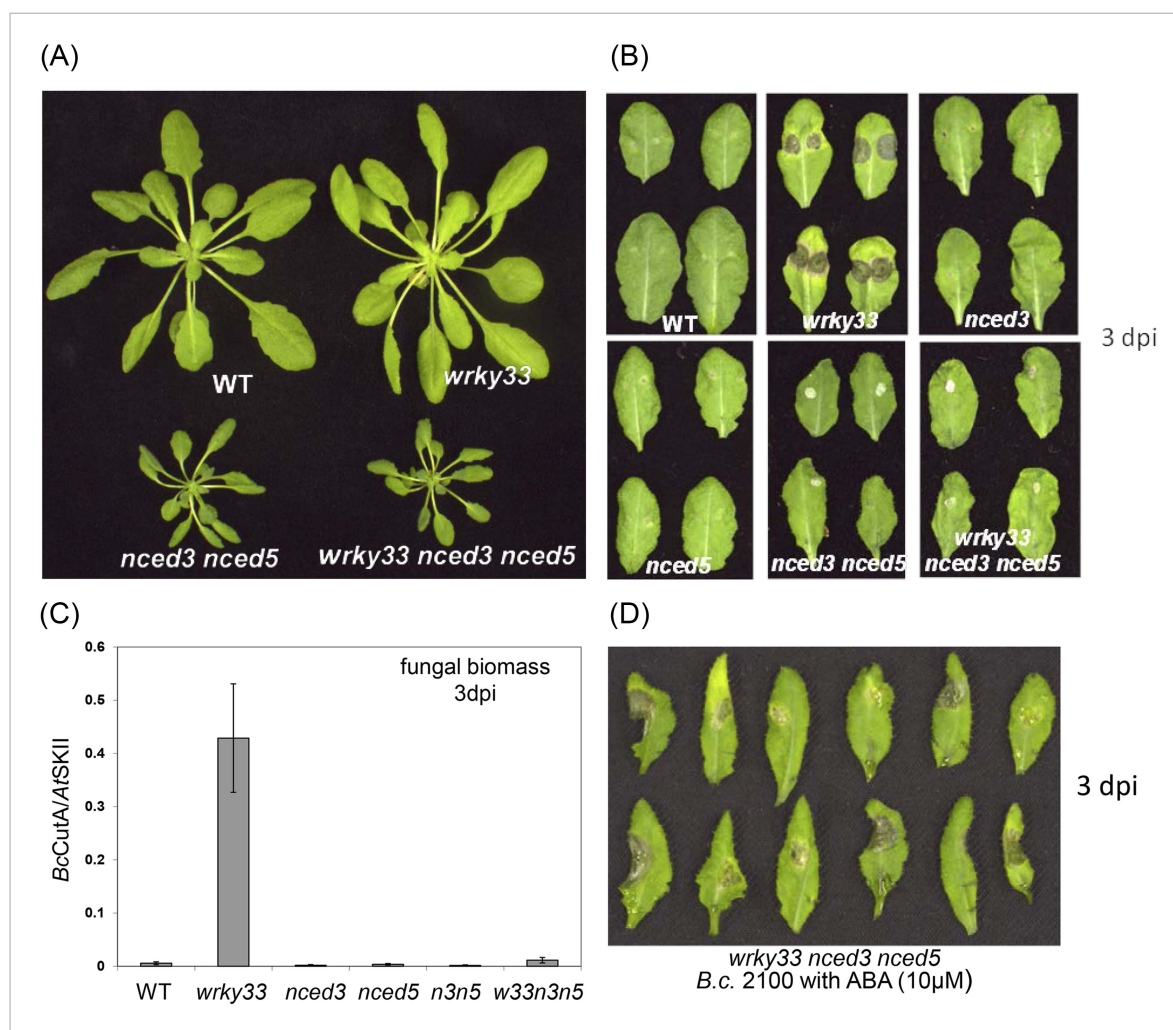 (A)
WT
wrky33
nced3 nced5
wrky33 nced3 nced5
(B)
WT
wrky33
nced3
nced5
nced3 nced5
wrky33
nced3 nced5
3 dpi
(C)
fungal biomass
3dpi
BcCutA/AtSKII
0.6
0.5
0.4
0.3
0.2
0.1
0
WT
wrky33
nced3
nced5
n3n5
w33n3n5
(D)
3 dpi
wrky33 nced3 nced5
B.c. 2100 with ABA (10µM)